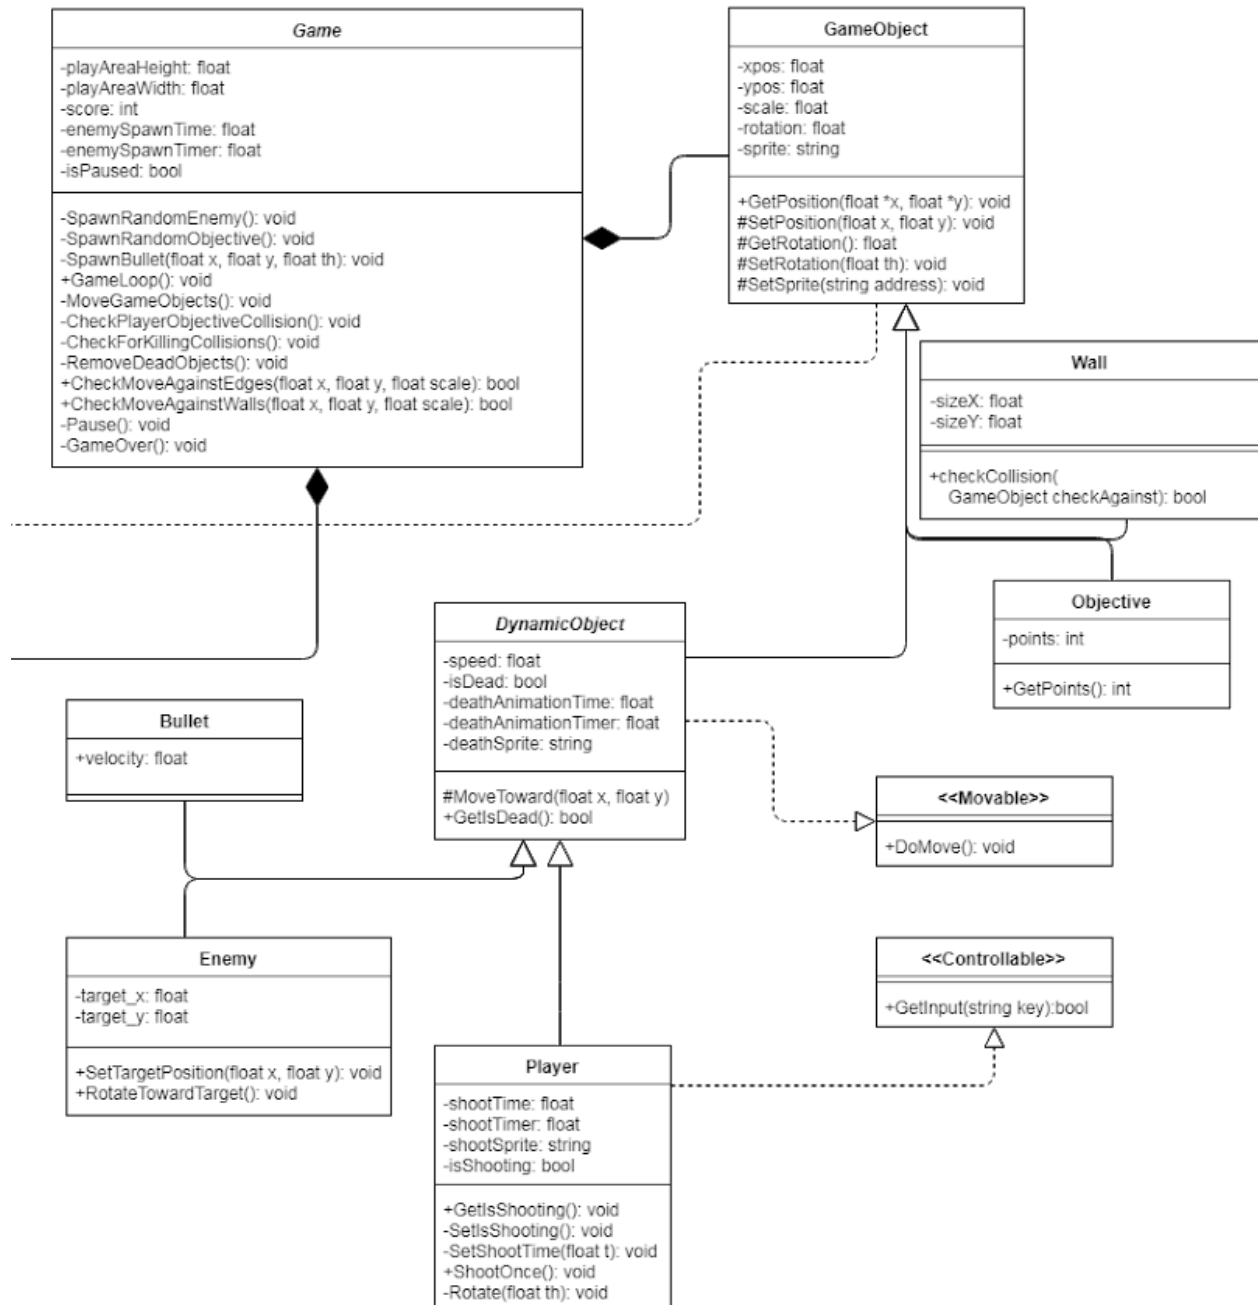 Game
-playAreaHeight: float
-playAreaWidth: float
-score: int
-enemySpawnTime: float
-enemySpawnTimer: float
-isPaused: bool
-SpawnRandomEnemy(): void
-SpawnRandomObjective(): void
-SpawnBullet(float x, float y, float th): void
+GameLoop(): void
-MoveGameObjects(): void
-CheckPlayerObjectiveCollision(): void
-CheckForKillingCollisions(): void
-RemoveDeadObjects(): void
+CheckMoveAgainstEdges(float x, float y, float scale): bool
+CheckMoveAgainstWalls(float x, float y, float scale): bool
-Pause(): void
-GameOver(): void
GameObject
-xpos: float
-ypos: float
-scale: float
-rotation: float
-sprite: string
+GetPosition(float *x, float *y): void
#SetPosition(float x, float y): void
#GetRotation(): float
#SetRotation(float th): void
#SetSprite(string address): void
Wall
-sizeX: float
-sizeY: float
+checkCollision(
GameObject checkAgainst): bool
Objective
-points: int
+GetPoints(): int
DynamicObject
-speed: float
-isDead: bool
-deathAnimationTime: float
-deathAnimationTimer: float
-deathSprite: string
#MoveToward(float x, float y)
+GetIsDead(): bool
Bullet
+velocity: float
<<Movable>>
+DoMove(): void
Enemy
-target_x: float
-target_y: float
+SetTargetPosition(float x, float y): void
+RotateTowardTarget(): void
<<Controllable>>
+GetInput(string key):bool
Player
-shootTime: float
-shootTimer: float
-shootSprite: string
-isShooting: bool
+GetIsShooting(): void
-SetIsShooting(): void
-SetShootTime(float t): void
+ShootOnce(): void
-Rotate(float th): void